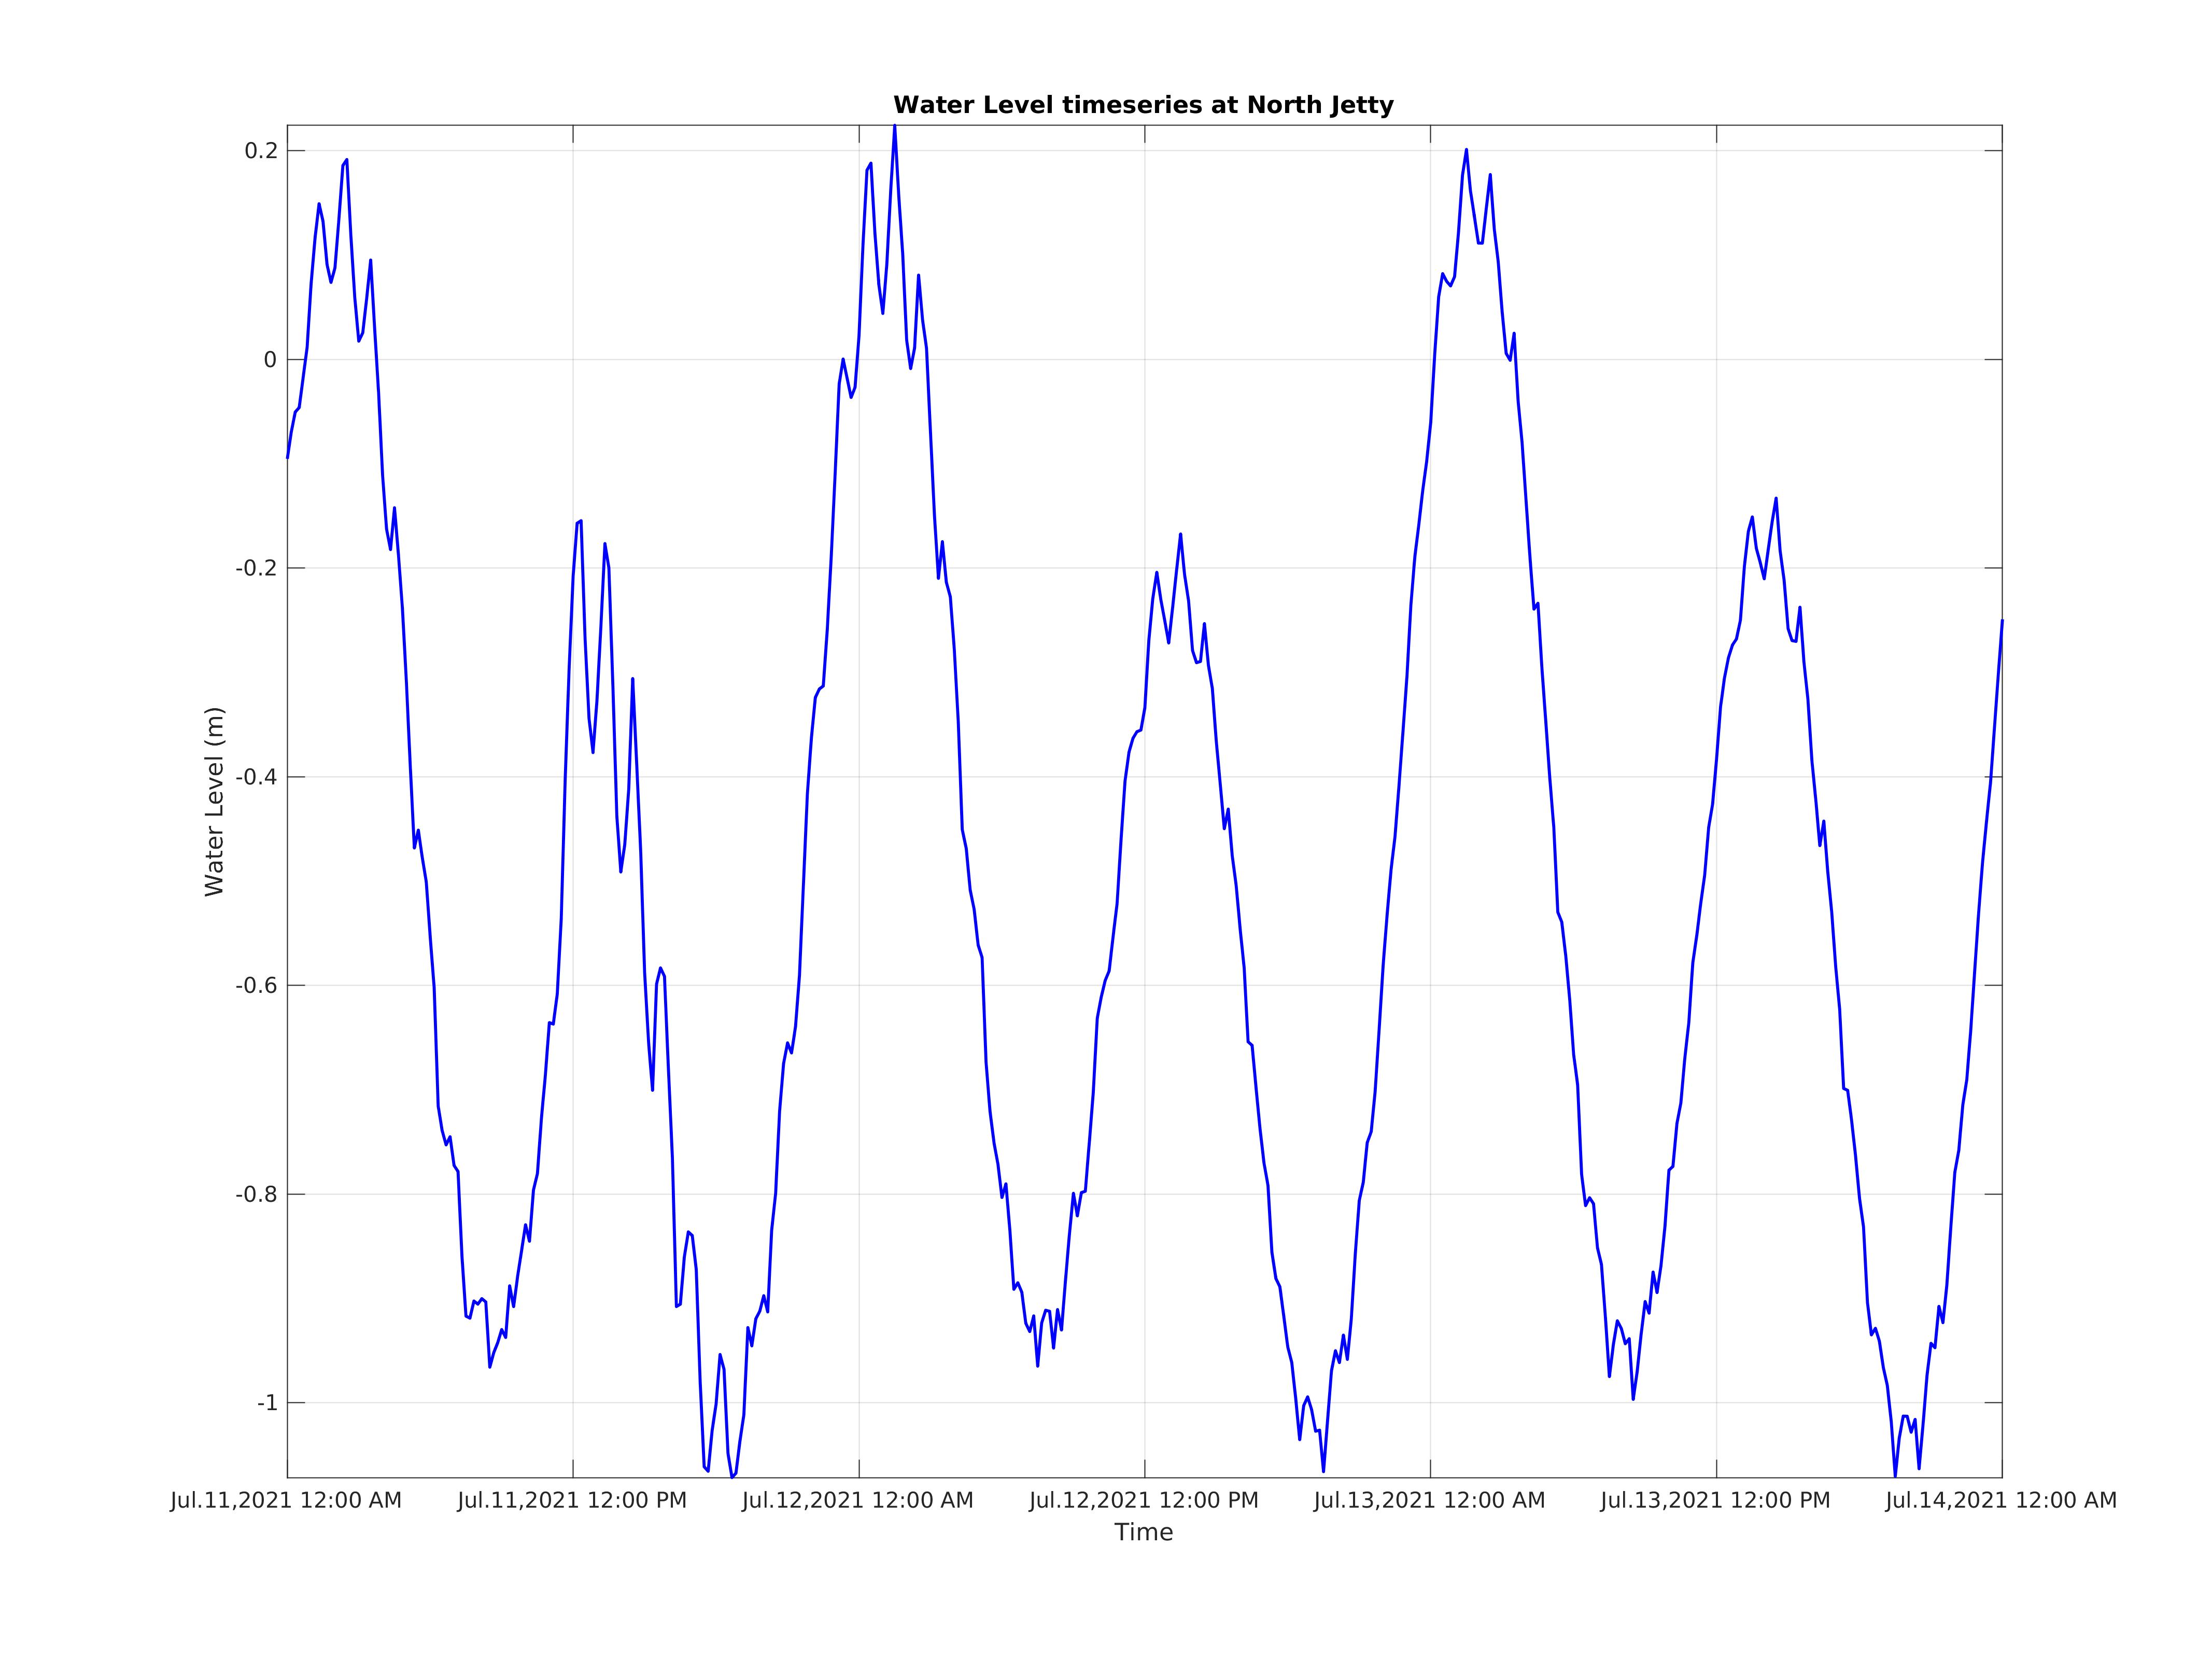 Water Level timeseries at North Jetty
0.2
0
-0.2
-0.4
-0.6
-0.8
-1
Water Level (m)
Jul.11,2021 12:00 AM
Jul.11,2021 12:00 PM
Jul.12,2021 12:00 AM
Jul.12,2021 12:00 PM
Jul.13,2021 12:00 AM
Jul.13,2021 12:00 PM
Jul.14,2021 12:00 AM
Time